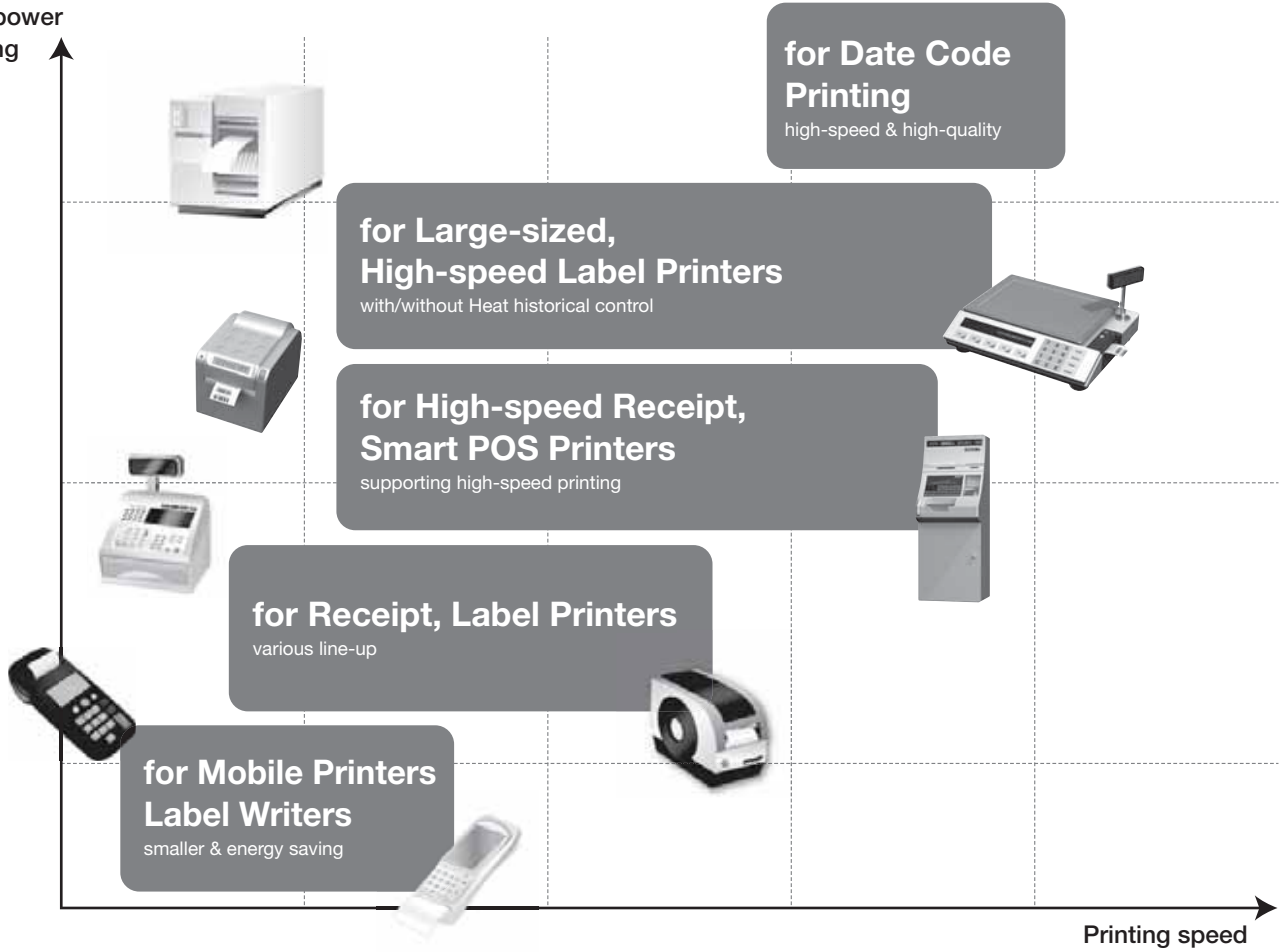 power
ng
for Date Code
Printing
high-speed & high-quality
for Large-sized,
High-speed Label Printers
with/without Heat historical control
for High-speed Receipt,
Smart POS Printers
supporting high-speed printing
for Receipt, Label Printers
various line-up
for Mobile Printers
Label Writers
smaller & energy saving
Printing speed